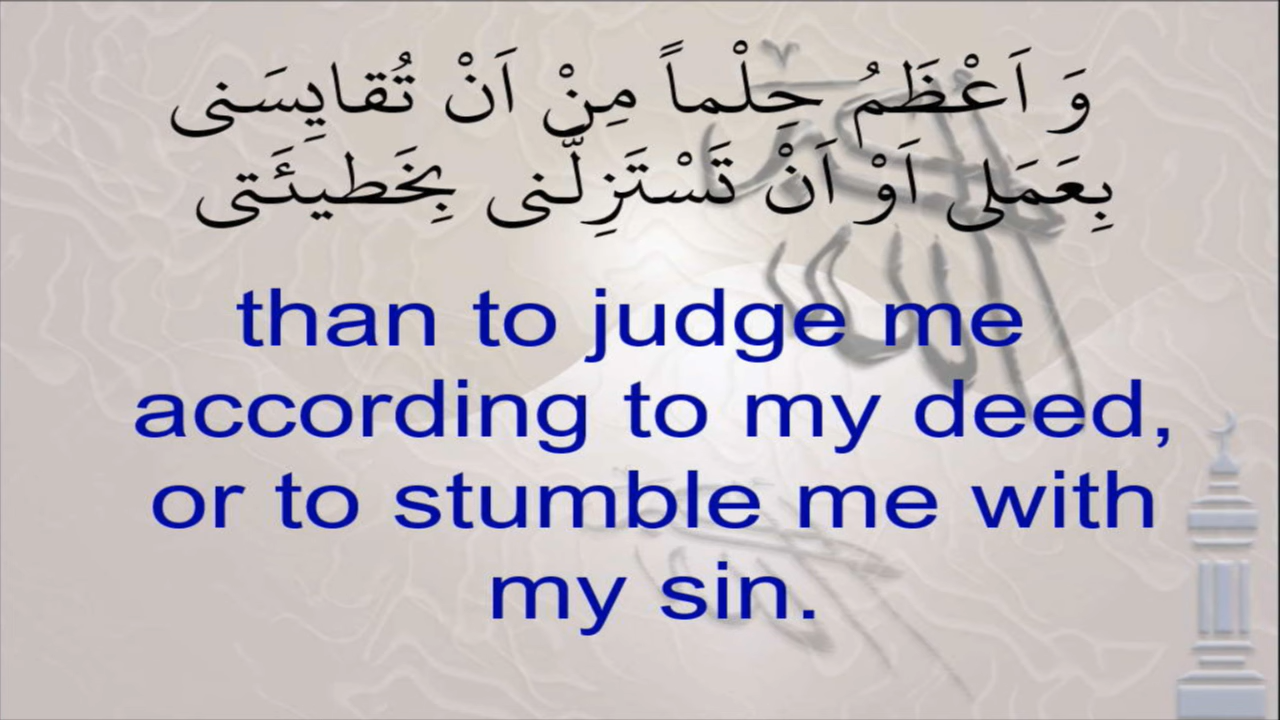 وَ اَعْظَمُ حِلْماً مِنْ اَنْ تُقايِسَنى
بِعَمَلى اَوْ اَنْ تَسْتَزِلَّنى بِخَطيئَتى
than to judge me
according to my deed,
or to stumble me with
my sin.